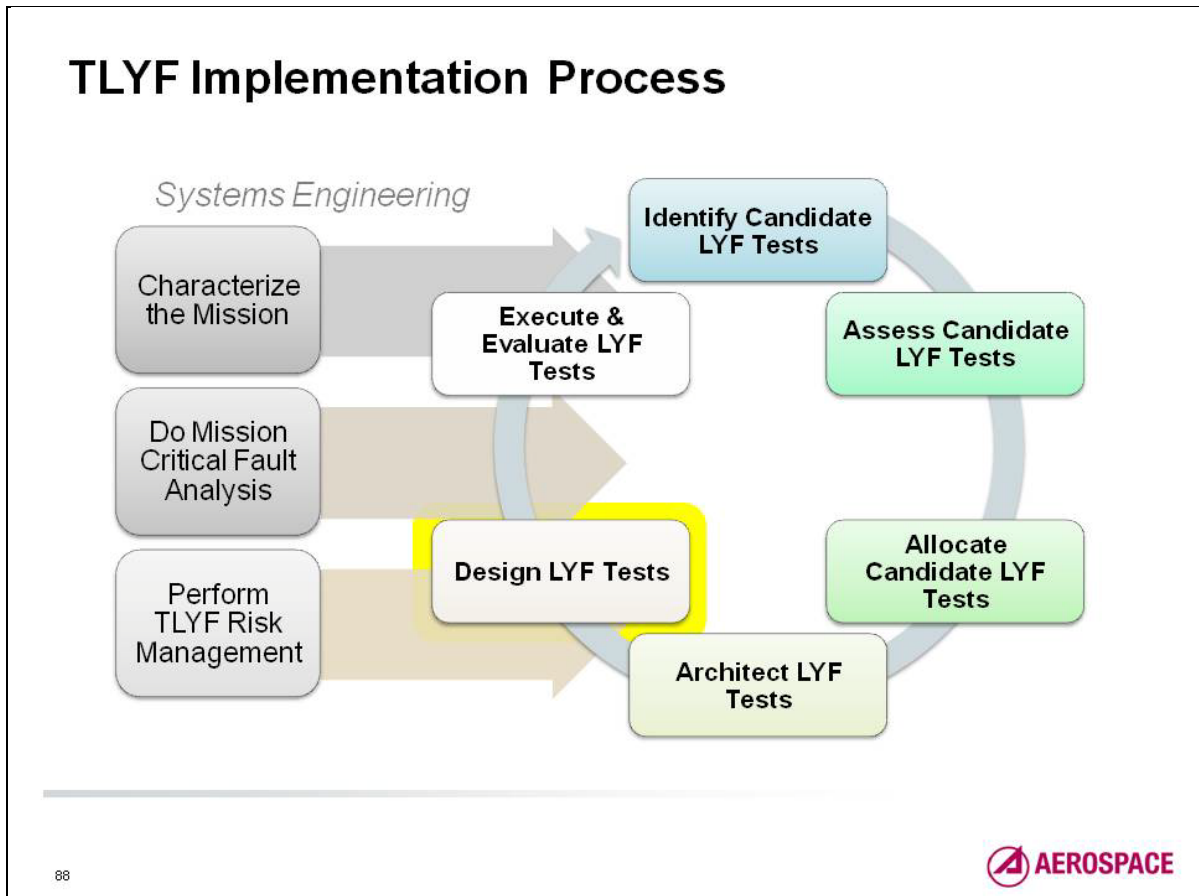 TLYF Implementation Process
Systems Engineering
Characterize
the Mission
Do Mission
Critical Fault
Analysis
Perform
TLYF Risk
Management
Identify Candidate
LYF Tests
Assess Candidate
LYF Tests
Allocate
Candidate LYF
Tests
Architect LYF
Tests
Design LYF Tests
Execute &
Evaluate LYF
Tests
88
AEROSPACE